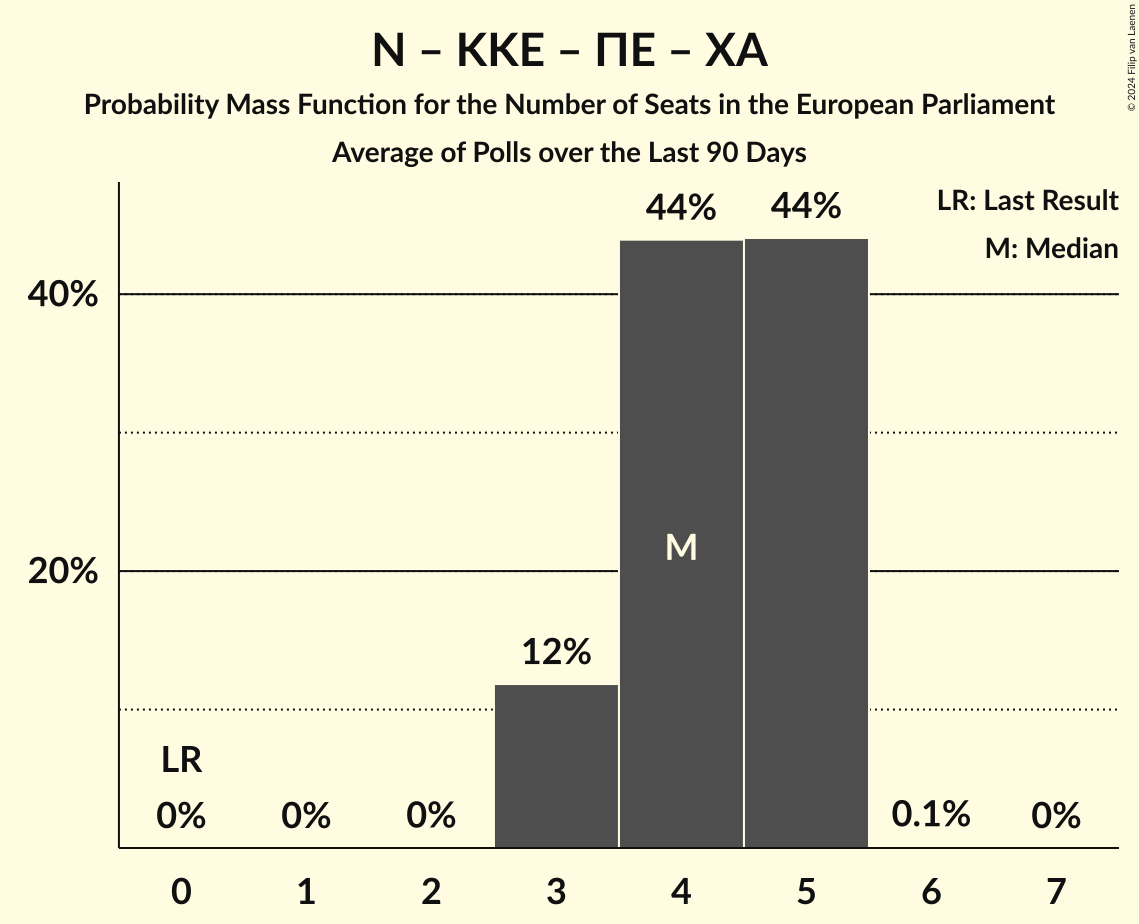 Ν – ΚΚΕ – ΠΕ – ΧΑ
Probability Mass Function for the Number of Seats in the European Parliament
Average of Polls over the Last 90 Days
© 2024 Filip van Laenen
LR: Last Result
M: Median
44%
44%
40%
M
20%
12%
LR
0%
0%
0%
0.1%
0%
0
1
2
3
4
5
6
7